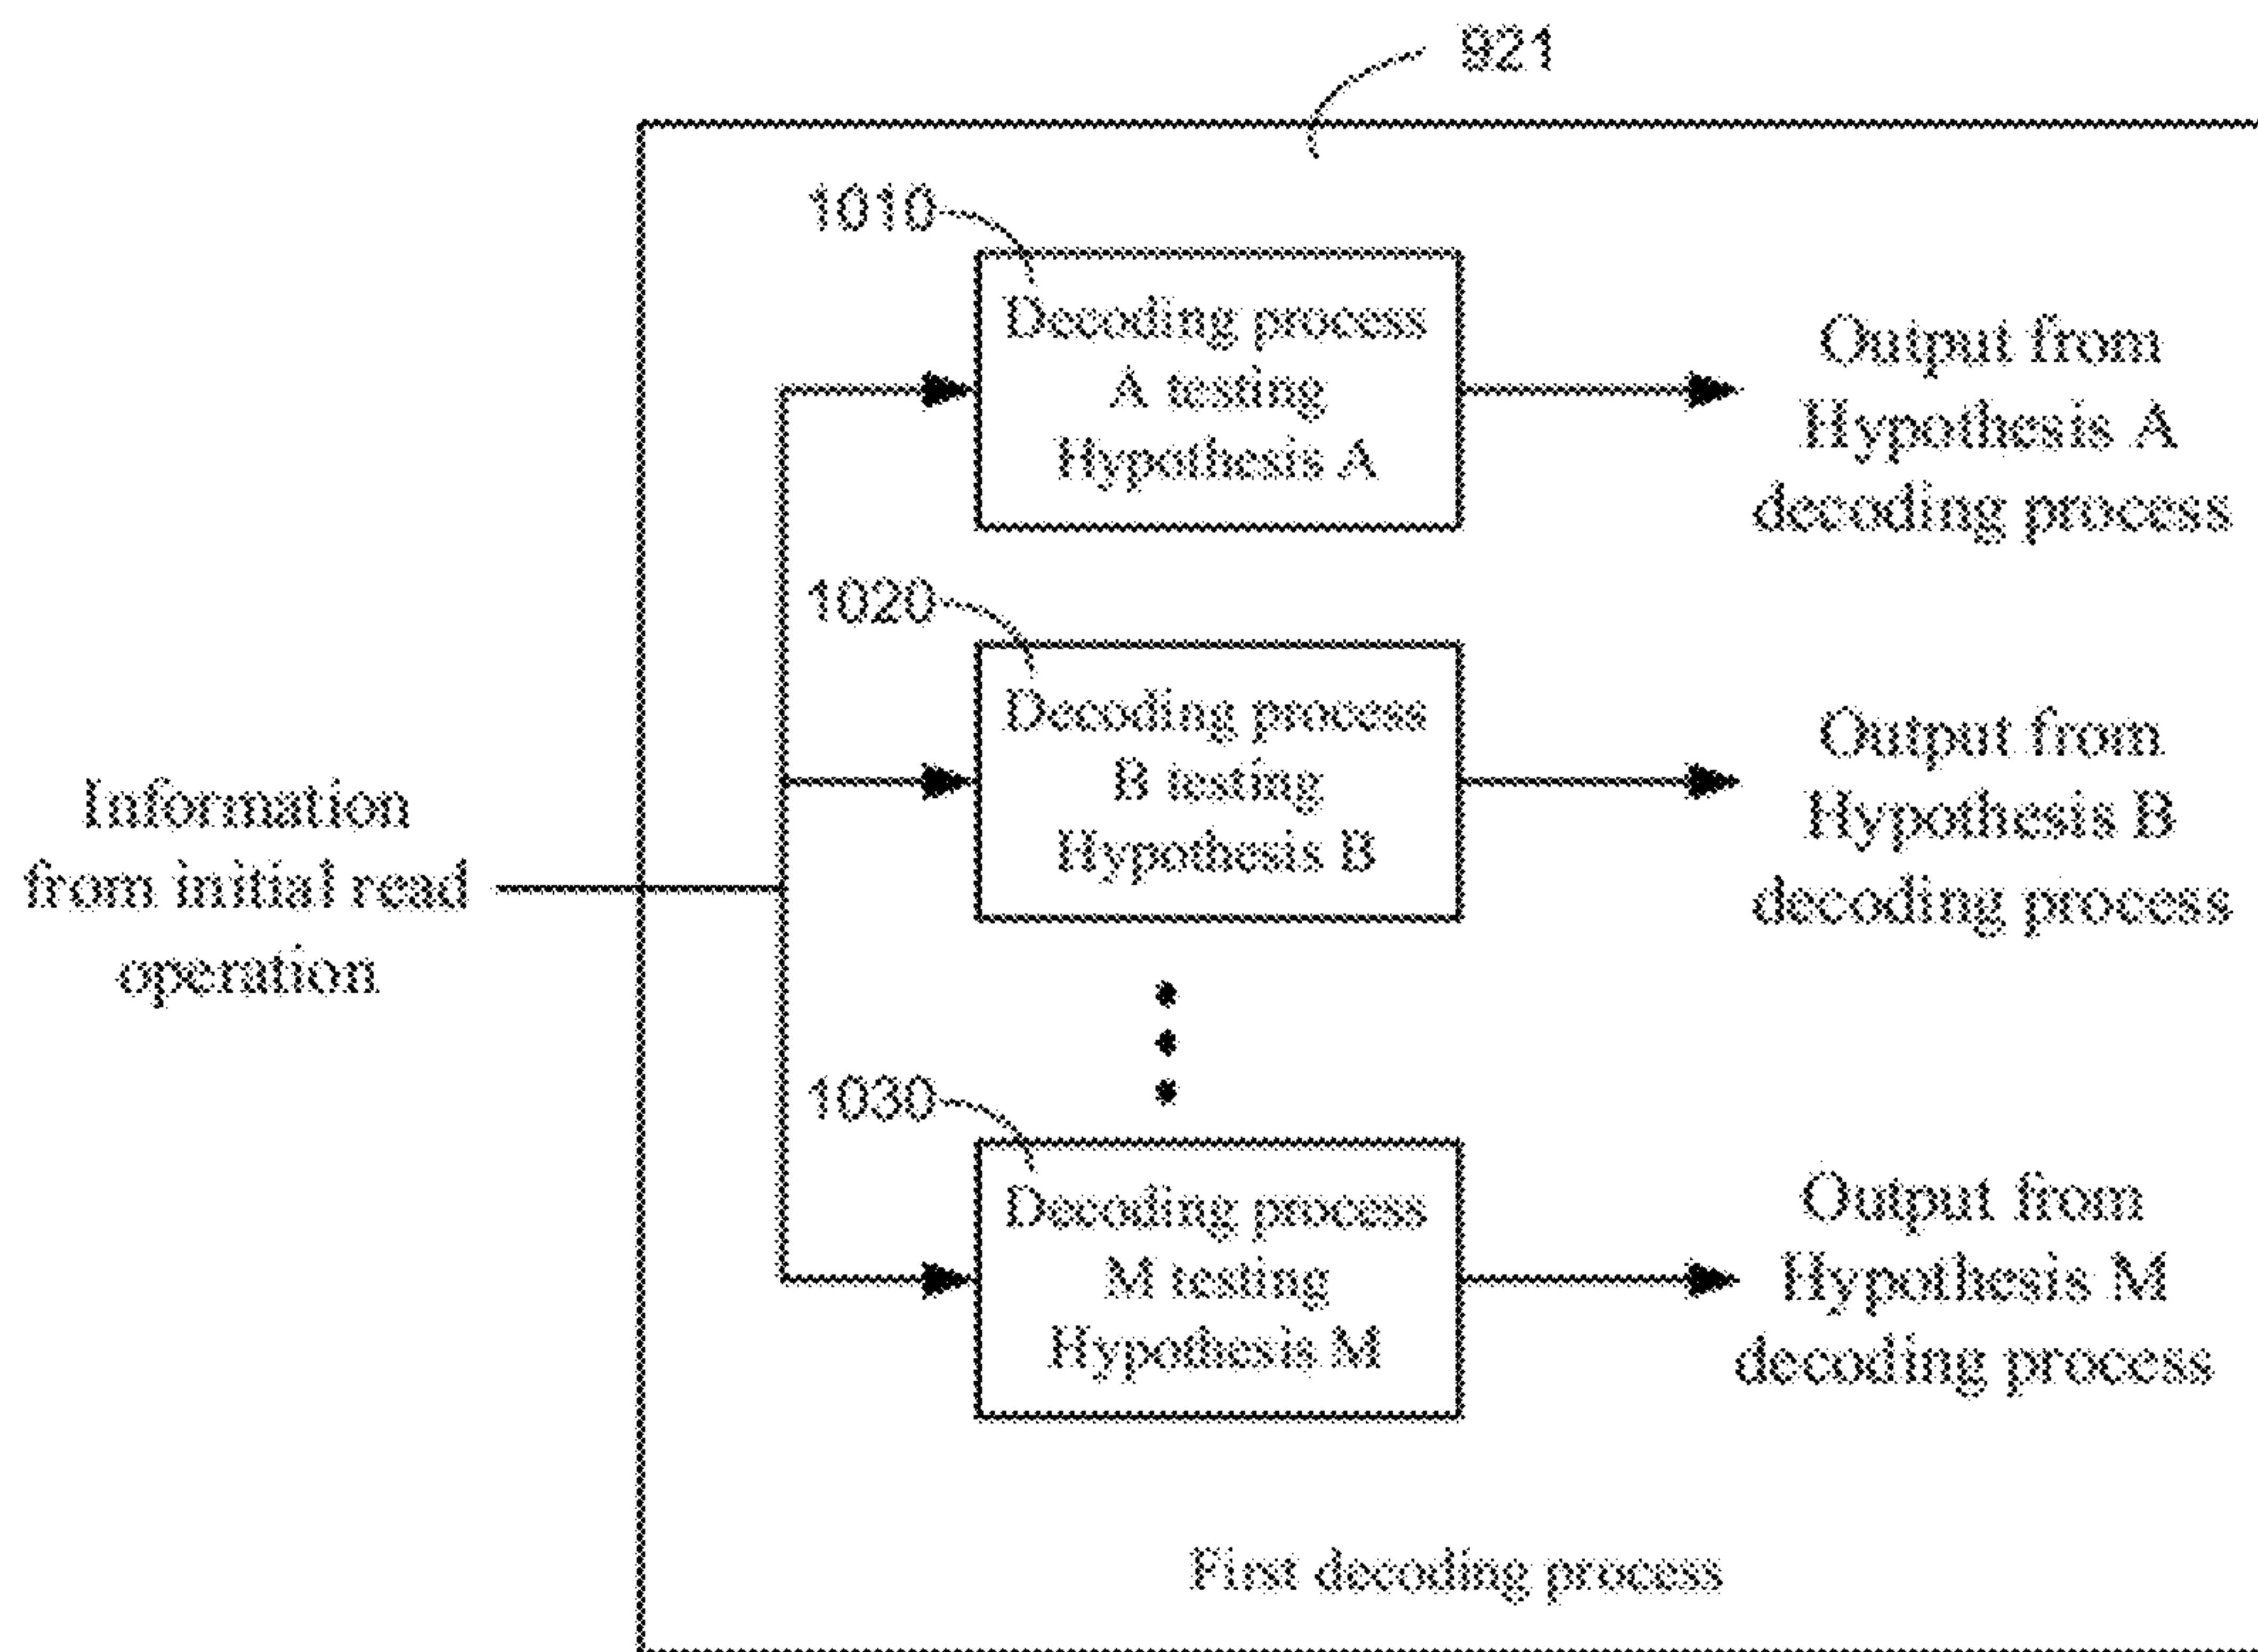 921
1010
Decoding process
A testing
Hypothesis A
Output from
Hypothesis A
decoding process
1020
Decoding process
B testing
Hypothesis B
Output from
Hypothesis B
decoding process
Information
from initial read
operation
1030
Decoding process
M testing
Hypothesis M
Output from
Hypothesis M
decoding process
First decoding process